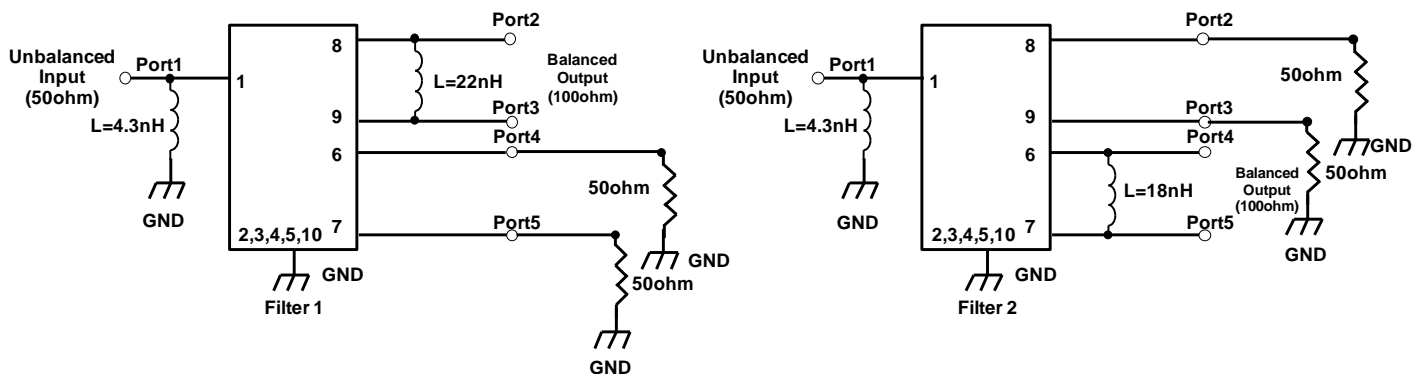 Port2
8
Unbalanced
Input
(50ohm)
Port1
1
L=22nH
Balanced
Output
(100ohm)
L=4.3nH
9
Port3
Port4
6
50ohm
GND
2,3,4,5,10
7
Port5
GND
GND
50ohm
Filter 1
GND
Port2
8
Unbalanced
Input
(50ohm)
Port1
1
50ohm
L=4.3nH
9
Port3
Port4
6
GND
50ohm
L=18nH
Balanced
Output
(100ohm)
GND
2,3,4,5,10
7
Port5
GND
GND
Filter 2